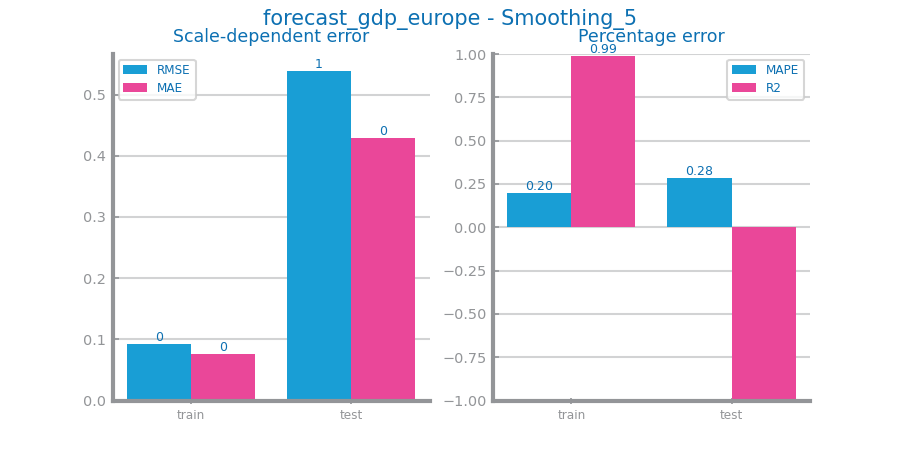 forecast_gdp_europe - Smoothing_5
Scale-dependent error
RMSE
MAE
0.5
0.4
0.3
0.2
0.1
0.0
0
0
1
0
train
test
Percentage error
MAPE
R2
1.00
0.75
0.50
0.25
0.00
−0.25
−0.50
−0.75
−1.00
0.20
0.99
0.28
train
test